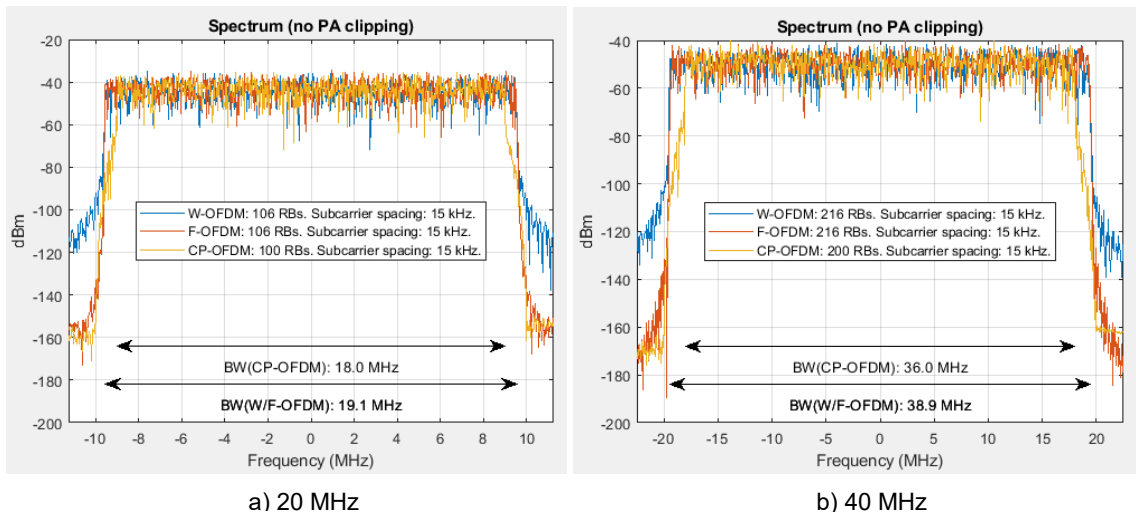 Spectrum (no PA clipping)
-20
-40
-60
-80
-100
-120
-140
-160
-180
-200
dBm
W-OFDM: 106 RBs. Subcarrier spacing: 15 kHz.
F-OFDM: 106 RBs. Subcarrier spacing: 15 kHz.
CP-OFDM: 100 RBs. Subcarrier spacing: 15 kHz.
BW(CP-OFDM): 18.0 MHz
BW(W/F-OFDM): 19.1 MHz
-10 -8 -6 -4 -2 0 2 4 6 8 10
Frequency (MHz)
a) 20 MHz
Spectrum (no PA clipping)
-40
-60
-80
-100
-120
-140
-160
-180
-200
dBm
W-OFDM: 216 RBs. Subcarrier spacing: 15 kHz.
F-OFDM: 216 RBs. Subcarrier spacing: 15 kHz.
CP-OFDM: 200 RBs. Subcarrier spacing: 15 kHz.
BW(CP-OFDM): 36.0 MHz
BW(W/F-OFDM): 38.9 MHz
-20 -15 -10 -5 0 5 10 15 20
Frequency (MHz)
b) 40 MHz